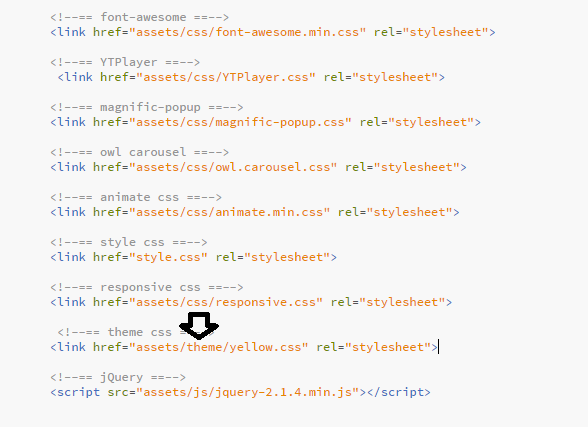 <!--== font-awesome ==-->
<link href="assets/css/font-awesome.min.css" rel="stylesheet">
<!--== YTPlayer ==-->
<link href="assets/css/YTPlayer.css" rel="stylesheet">
<!--== magnific-popup ==-->
<link href="assets/css/magnific-popup.css" rel="stylesheet">
<!--== owl carousel ==-->
<link href="assets/css/owl.carousel.css" rel="stylesheet">
<!--== animate css ==-->
<link href="assets/css/animate.min.css" rel="stylesheet">
<!--== style css ==-->
<link href="style.css" rel="stylesheet">
<!--== responsive css ==-->
<link href="assets/css/responsive.css" rel="stylesheet">
<!--== theme css
<link href="assets/theme/yellow.css" rel="stylesheet">
<!--== jQuery ==-->
<script src="assets/js/jquery-2.1.4.min.js"></script>